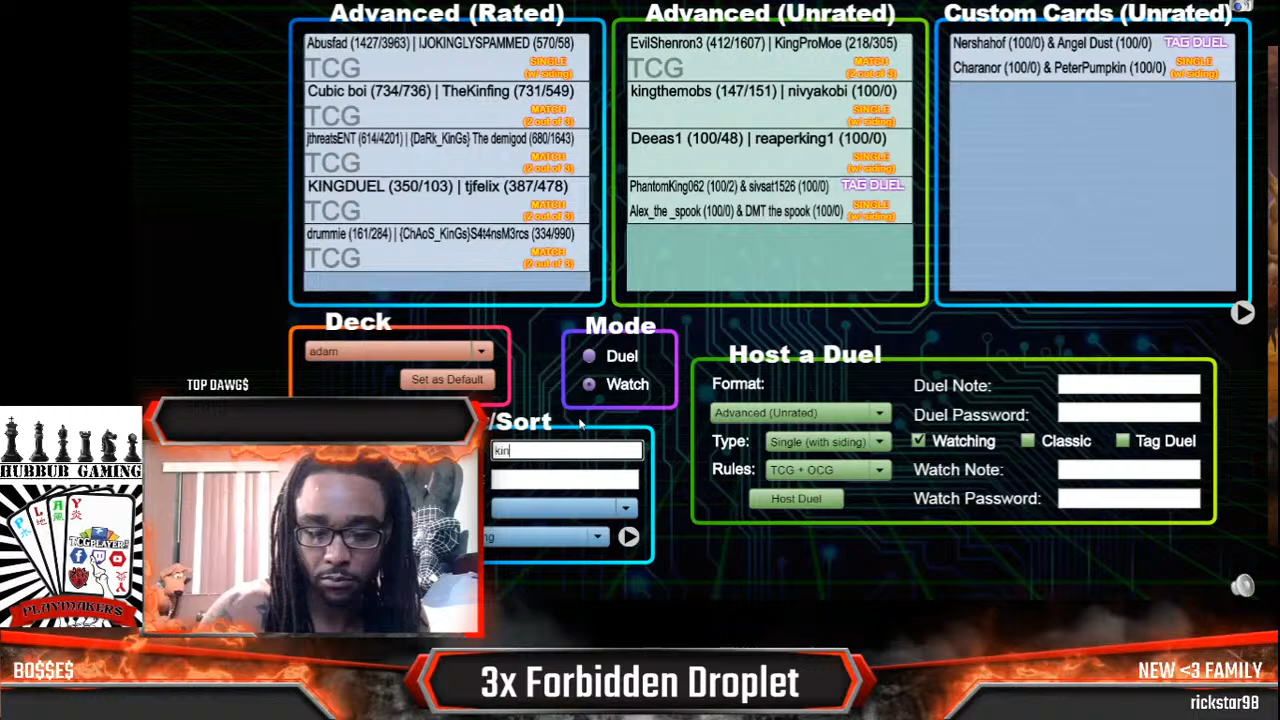 Advanced (Rated)
Abusfad (1427/3963) | IJOKINGLYSPAMMED (570/58)
TCG
SINGLE
(w/ siding)
Cubic boi (734/736) | TheKinfing (731/549)
TCG
MATCH
(2 out of 3)
jthreatsENT (614/4201) | {DaRk_KinGs} The demigod (680/1643)
TCG
MATCH
(2 out of 3)
KINGDUEL (350/103) | tjfelix (387/478)
TCG
MATCH
(2 out of 3)
drummie (161/284) | {ChAoS_KinGs}S4t4nsM3rcs (334/990)
TCG
MATCH
(2 out of 3)
Advanced (Unrated)
EvilShenron3 (412/1607) | KingProMoe (218/305)
TCG
MATCH
(2 out of 3)
kingthemobs (147/151) | nivyakobi (100/0)
SINGLE
(w/ siding)
Deeas1 (100/48) | reaperking1 (100/0)
SINGLE
(w/ siding)
PhantomKing062 (100/2) & sivsat1526 (100/0)
TAG DUEL
Alex_the _spook (100/0) & DMT the spook (100/0)
SINGLE
(w/ siding)
Custom Cards (Unrated)
Nershahof (100/0) & Angel Dust (100/0)
TAG DUEL
Charanor (100/0) & PeterPumpkin (100/0)
SINGLE
(w/ siding)
Deck
adam
Set as Default
Mode
Duel
Watch
/Sort
kin
ng
Host a Duel
Format:
Advanced (Unrated)
Type:
Single (with siding)
Rules:
TCG + OCG
Host Duel
Duel Note:
Duel Password:
Watching
Classic
Tag Duel
Watch Note:
Watch Password:
TOP DAWG$
HUBBUR GAMING
P L A Y
TCGPLAYER
PLAYMAKERS
BO$$E$
3x Forbidden Droplet
NEW <3 FAMILY
rickstar98